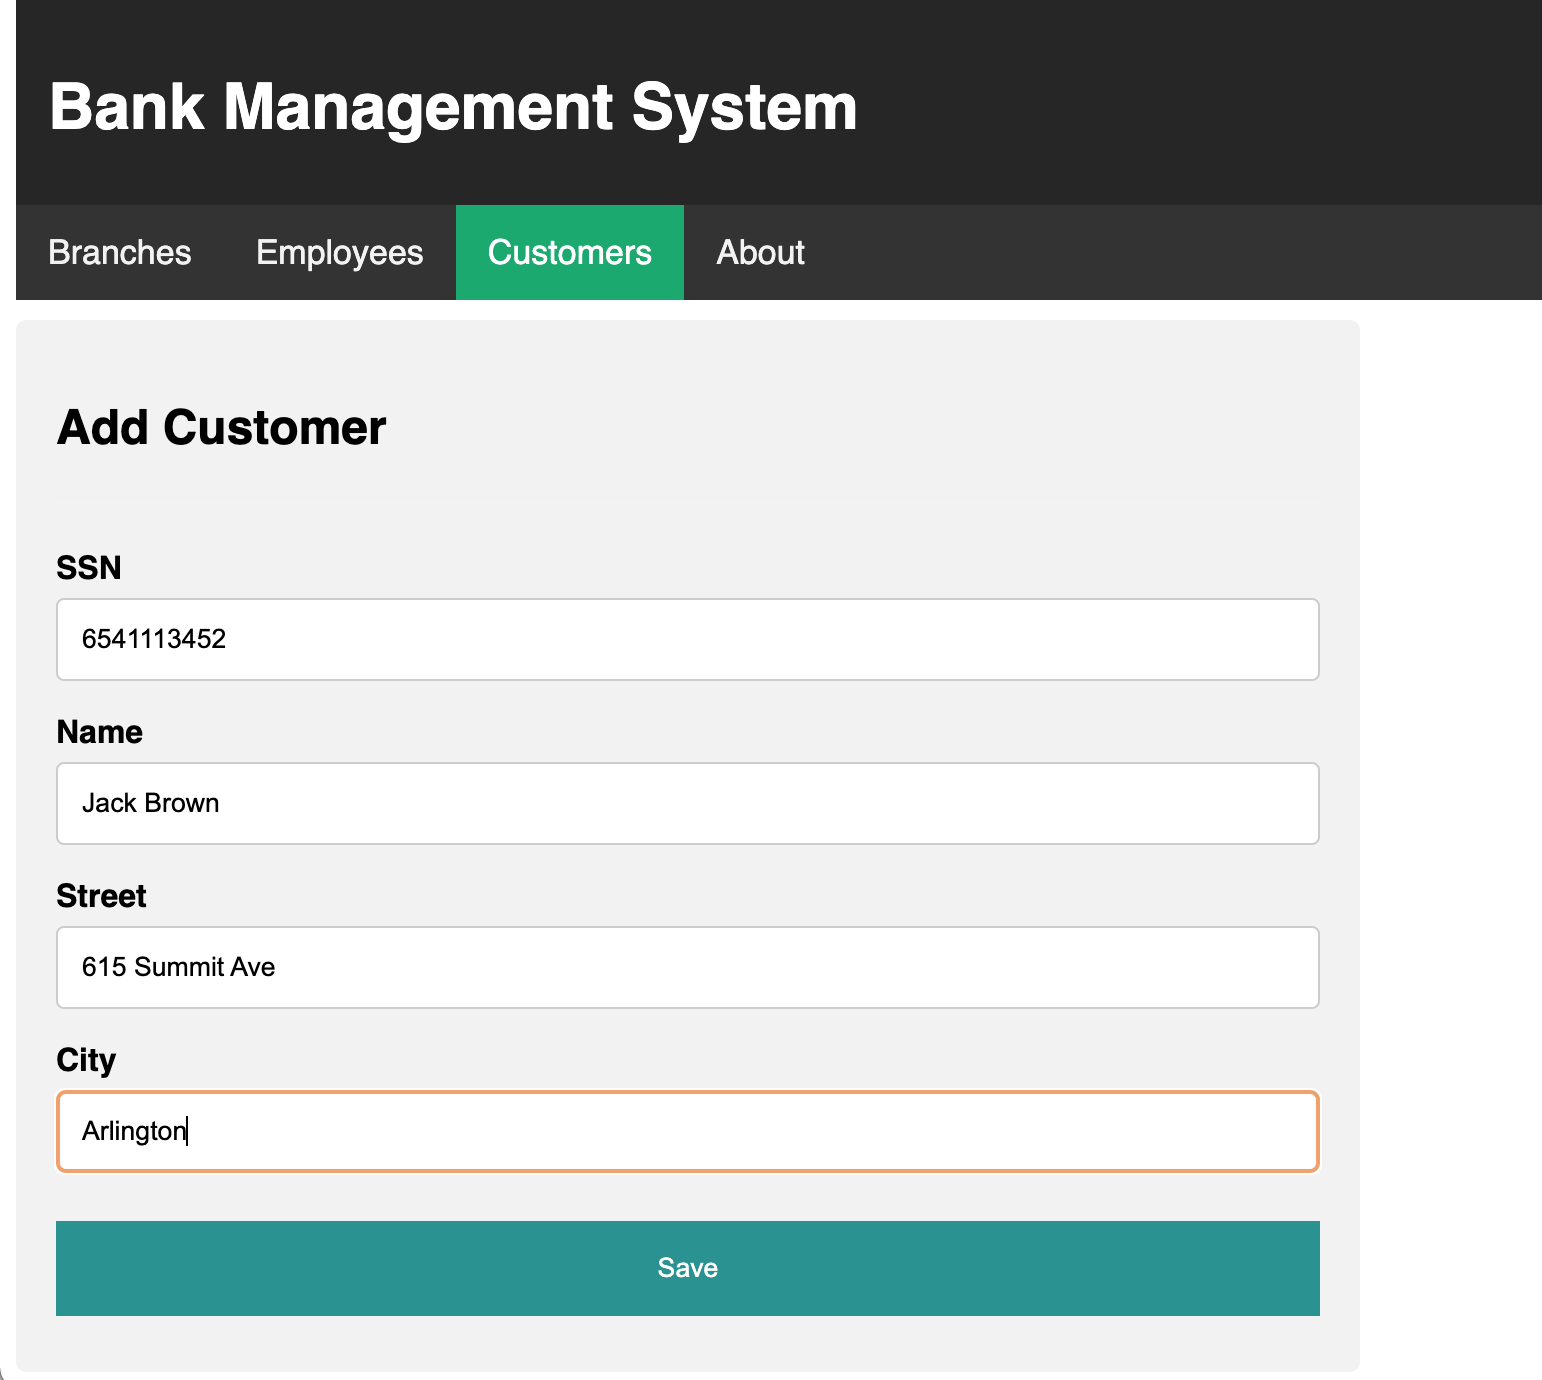 Bank Management System
Branches Employees Customers About
Add Customer
SSN
6541113452
Name
Jack Brown
Street
615 Summit Ave
City
Arlington
Save